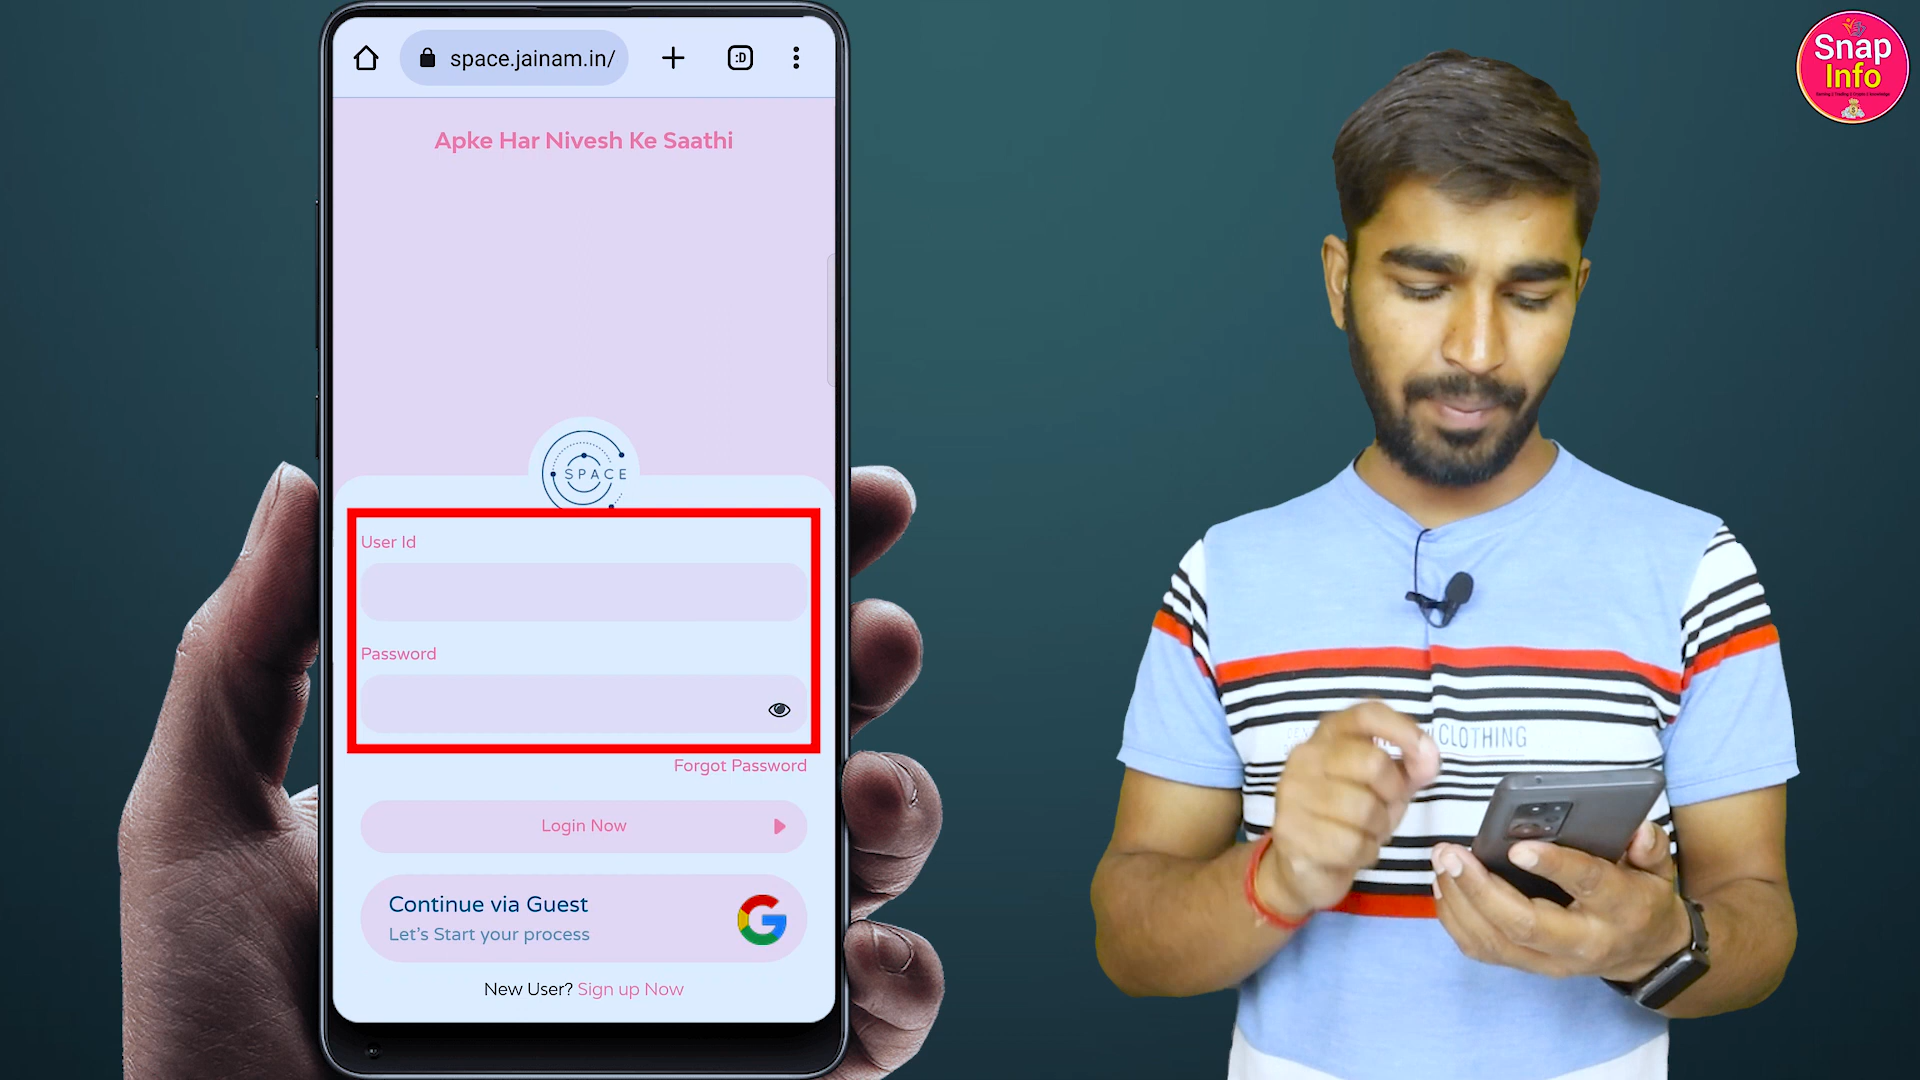 space.jainam.in/
:D
Apke Har Nivesh Ke Saathi
SPACE
User Id
Password
Forgot Password
Login Now
Continue via Guest
Let's Start your process
New User? Sign up Now
Snap
Info
CLOTHING